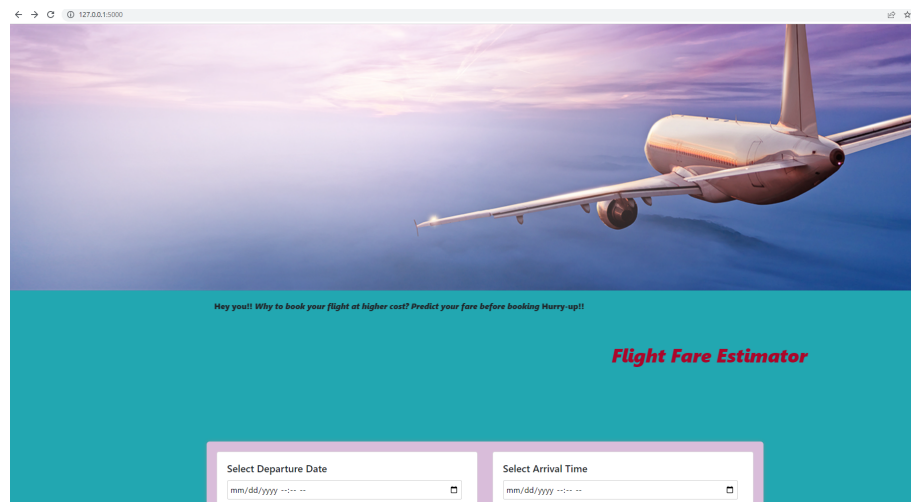 127.0.0.1:5000
Hey you!! Why to book your flight at higher cost? Predict your fare before booking Hurry-up!!
Flight Fare Estimator
Select Departure Date
Select Arrival Time
mm/dd/yyyy --:-- --
mm/dd/yyyy --:-- --